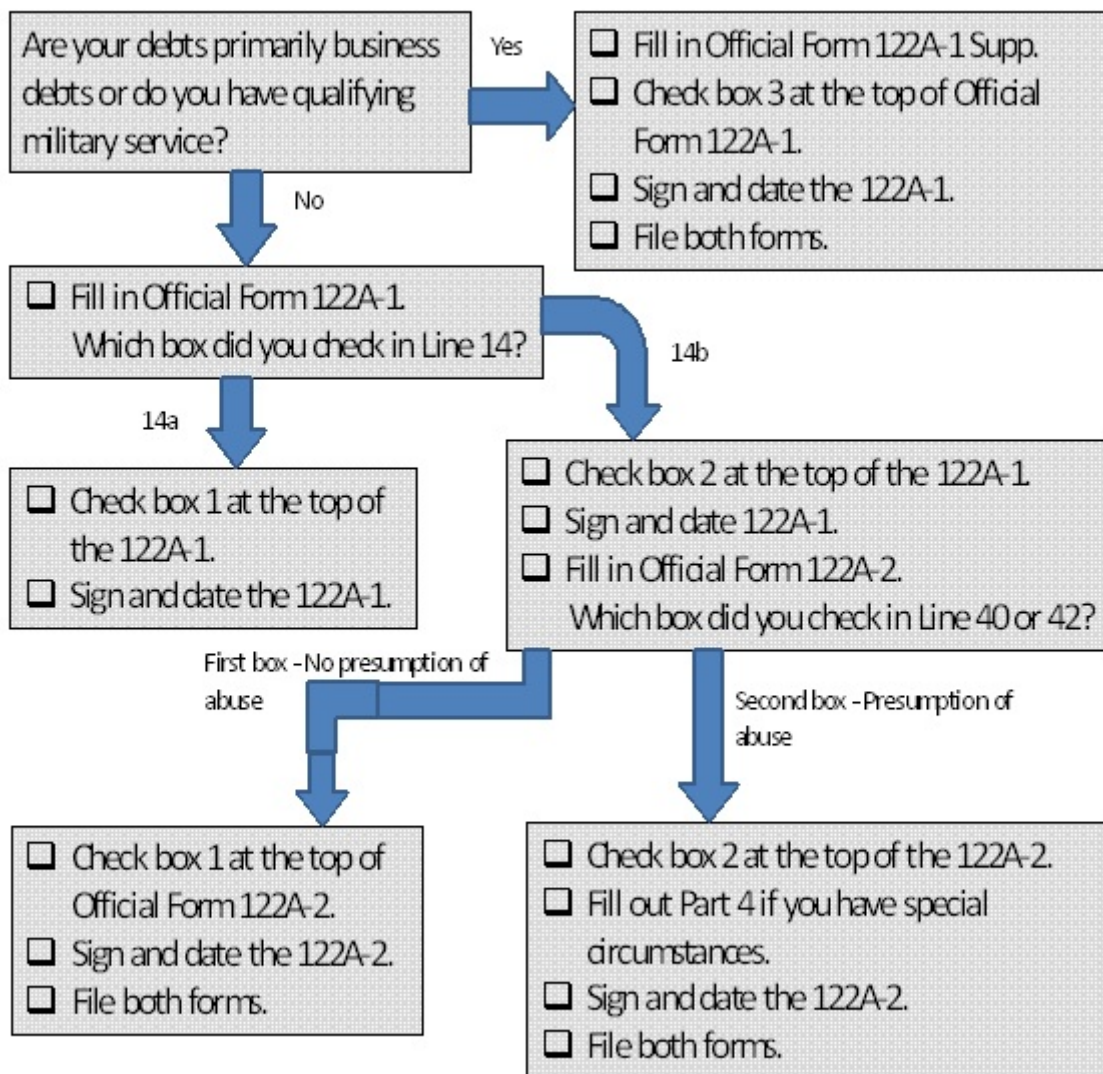 Are your debts primarily business
debts or do you have qualifying
military service?
Yes
❑ Fill in Official Form 122A-1 Supp.
❑ Check box 3 at the top of Official
Form 122A-1.
❑ Sign and date the 122A-1.
❑ File both forms.
No
❑ Fill in Official Form 122A-1.
Which box did you check in Line 14?
14a
14b
❑ Check box 1 at the top of
the 122A-1.
❑ Sign and date the 122A-1.
❑ Check box 2 at the top of the 122A-1.
❑ Sign and date 122A-1.
❑ Fill in Official Form 122A-2.
Which box did you check in Line 40 or 42?
First box - No presumption of
abuse
Second box - Presumption of
abuse
❑ Check box 1 at the top of
Official Form 122A-2.
❑ Sign and date the 122A-2.
❑ File both forms.
❑ Check box 2 at the top of the 122A-2.
❑ Fill out Part 4 if you have special
circumstances.
❑ Sign and date the 122A-2.
❑ File both forms.